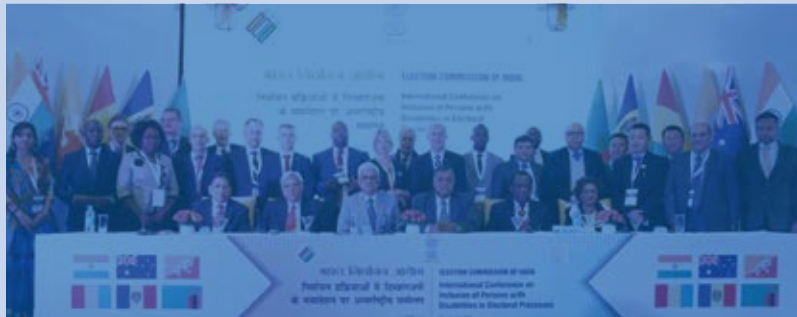 भारत निर्वाचन आयोग
निर्वाचन प्रक्रियाओं में दिव्यांगजनों
के समावेशन पर अन्तर्राष्ट्रीय सम्मेलन
ELECTION COMMISSION OF INDIA
International Conference on
Inclusion of Persons with
Disabilities in Electoral
भारत निर्वाचन आयोग
निर्वाचन प्रक्रियाओं में दिव्यांगजनों
के समावेशन पर अन्तर्राष्ट्रीय सम्मेलन
ELECTION COMMISSION OF INDIA
International Conference on
Inclusion of Persons with
Disabilities in Electoral Processes